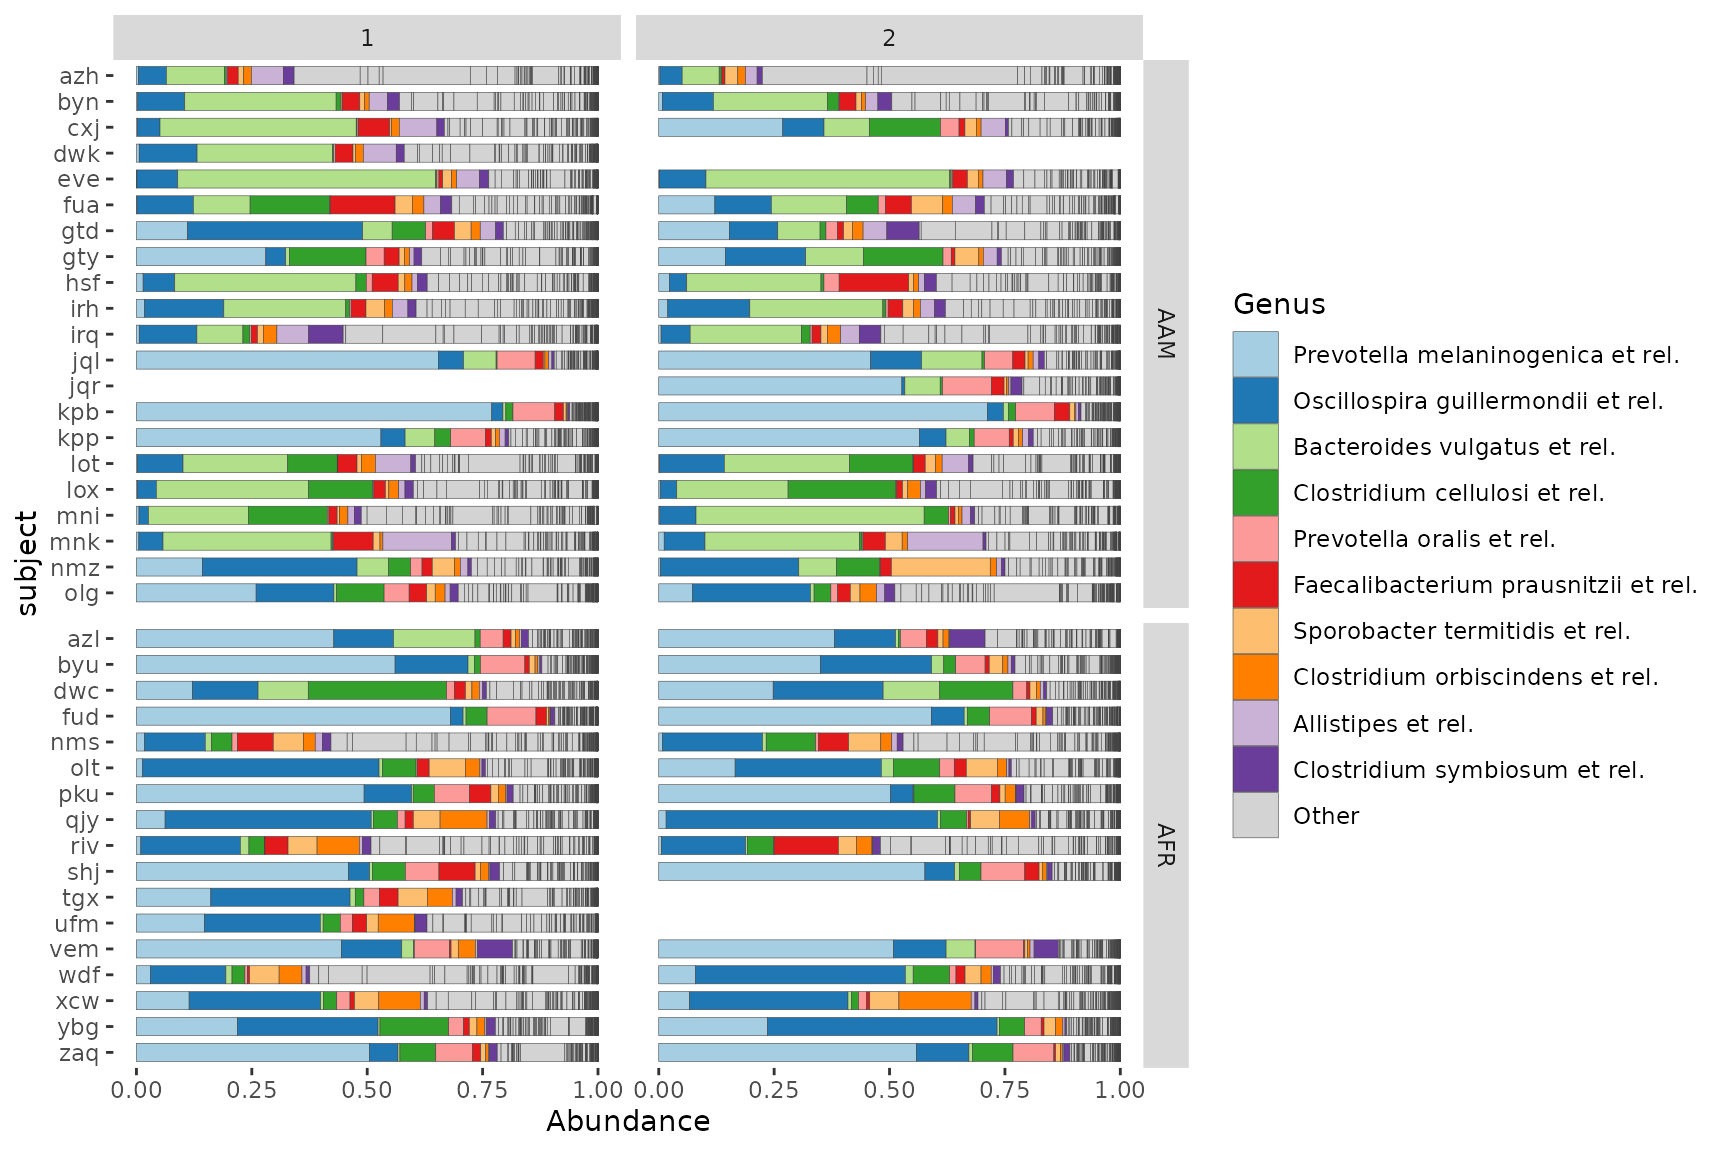 1
2
azh
byn
cxj
dwk
eve
fua
gtd
gty
hsf
irh
irq
jql
jqr
kpb
kpp
lot
lox
mni
mnk
nmz
olg
AAM
azl
byu
dwc
fud
nms
olt
pku
qjy
riv
shj
tgx
ufm
vem
wdf
xcw
ybg
zaq
AFR
subject
0.00 0.25 0.50 0.75 1.00
0.00 0.25 0.50 0.75 1.00
Abundance
Genus
Prevotella melaninogenica et rel.
Oscillospira guillermondii et rel.
Bacteroides vulgatus et rel.
Clostridium cellulosi et rel.
Prevotella oralis et rel.
Faecalibacterium prausnitzii et rel.
Sporobacter termitidis et rel.
Clostridium orbiscindens et rel.
Allistipes et rel.
Clostridium symbiosum et rel.
Other